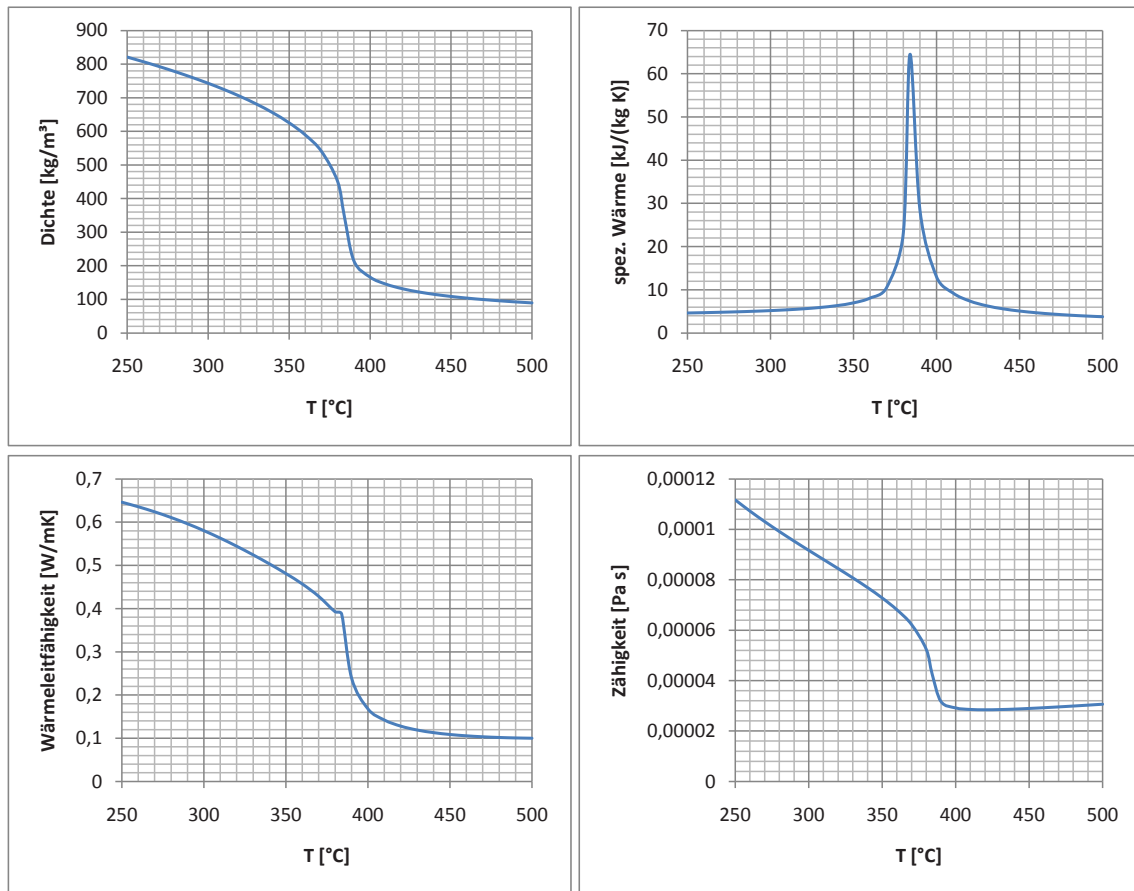 Dichte [kg/m³]
900
800
700
600
500
400
300
200
100
0
250 300 350 400 450 500
T [°C]
spez. Wärme [kJ/(kg K)]
70
60
50
40
30
20
10
0
250 300 350 400 450 500
T [°C]
Wärmeleitfähigkeit [W/mK]
0,7
0,6
0,5
0,4
0,3
0,2
0,1
0
250 300 350 400 450 500
T [°C]
Zähigkeit [Pa s]
0,00012
0,0001
0,00008
0,00006
0,00004
0,00002
0
250 300 350 400 450 500
T [°C]